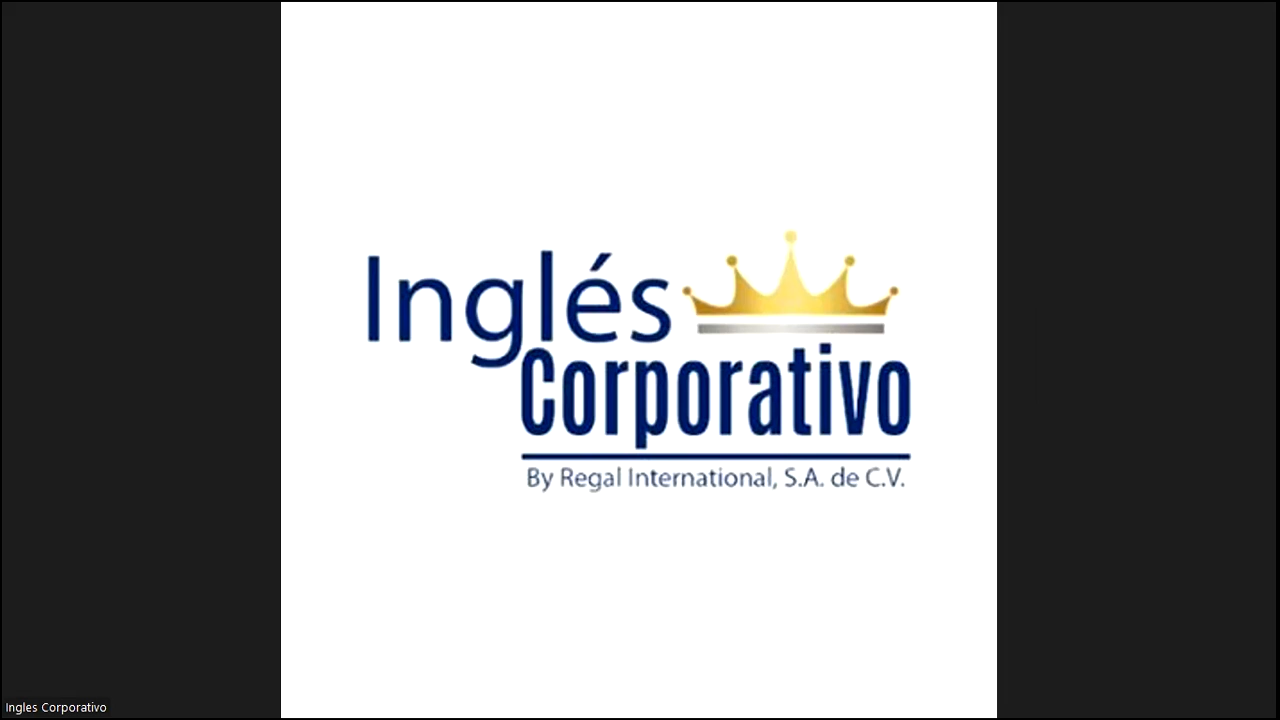 Inglés
Corporativo
By Regal International, S.A. de C.V.
Ingles Corporativo